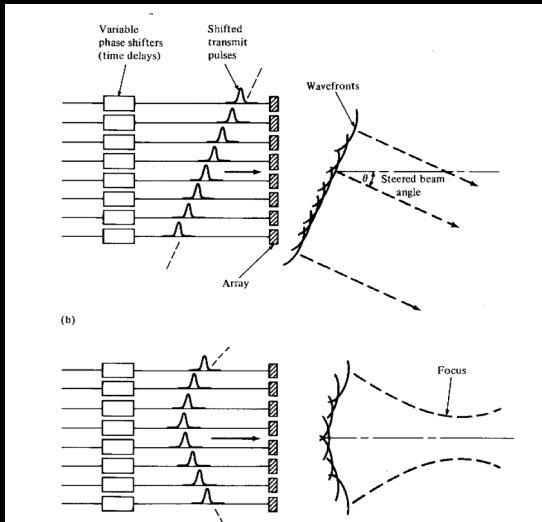 Variable
phase shifters
(time delays)
Shifted
transmit
pulses
Wavefronts
θ
Steered beam
angle
Array
(b)
Focus